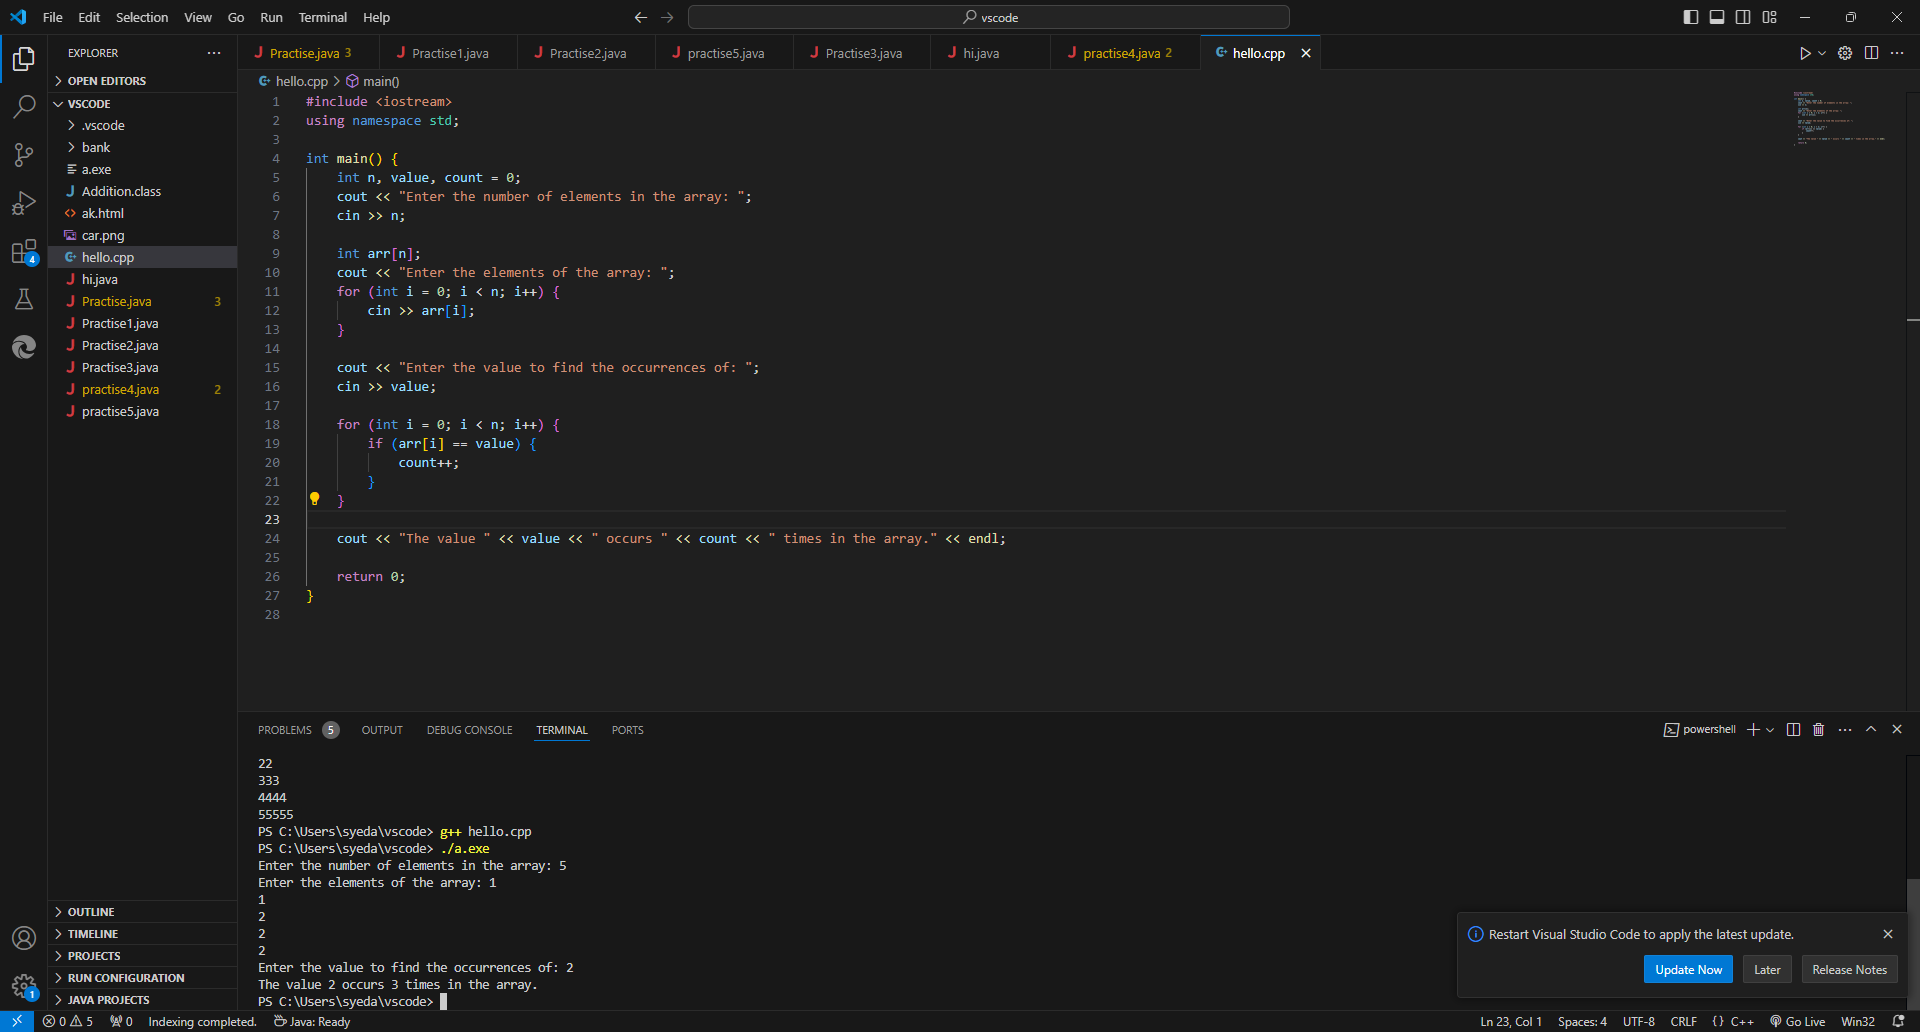 File Edit Selection View Go Run Terminal Help
vscode
EXPLORER
Practise.java 3
Practise1.java
Practise2.java
practise5.java
Practise3.java
hi.java
practise4.java 2
hello.cpp
OPEN EDITORS
VSCODE
.vscode
bank
a.exe
Addition.class
ak.html
car.png
hello.cpp
hi.java
Practise.java 3
Practise1.java
Practise2.java
Practise3.java
practise4.java 2
practise5.java
OUTLINE
TIMELINE
PROJECTS
RUN CONFIGURATION
JAVA PROJECTS
4
1
hello.cpp > main()
1 #include <iostream>
2 using namespace std;
3
4 int main() {
5     int n, value, count = 0;
6     cout << "Enter the number of elements in the array: ";
7     cin >> n;
8
9     int arr[n];
10     cout << "Enter the elements of the array: ";
11     for (int i = 0; i < n; i++) {
12         cin >> arr[i];
13     }
14
15     cout << "Enter the value to find the occurrences of: ";
16     cin >> value;
17
18     for (int i = 0; i < n; i++) {
19         if (arr[i] == value) {
20             count++;
21         }
22     }
23
24     cout << "The value " << value << " occurs " << count << " times in the array." << endl;
25
26     return 0;
27 }
28
PROBLEMS 5 OUTPUT DEBUG CONSOLE TERMINAL PORTS
powershell
22
333
4444
55555
PS C:\Users\syeda\vscode> g++ hello.cpp
PS C:\Users\syeda\vscode> ./a.exe
Enter the number of elements in the array: 5
Enter the elements of the array: 1
1
2
2
2
Enter the value to find the occurrences of: 2
The value 2 occurs 3 times in the array.
PS C:\Users\syeda\vscode>
Restart Visual Studio Code to apply the latest update.
Update Now
Later
Release Notes
0 5 0 Indexing completed. Java: Ready
Ln 23, Col 1 Spaces: 4 UTF-8 CRLF {} C++ Go Live Win32